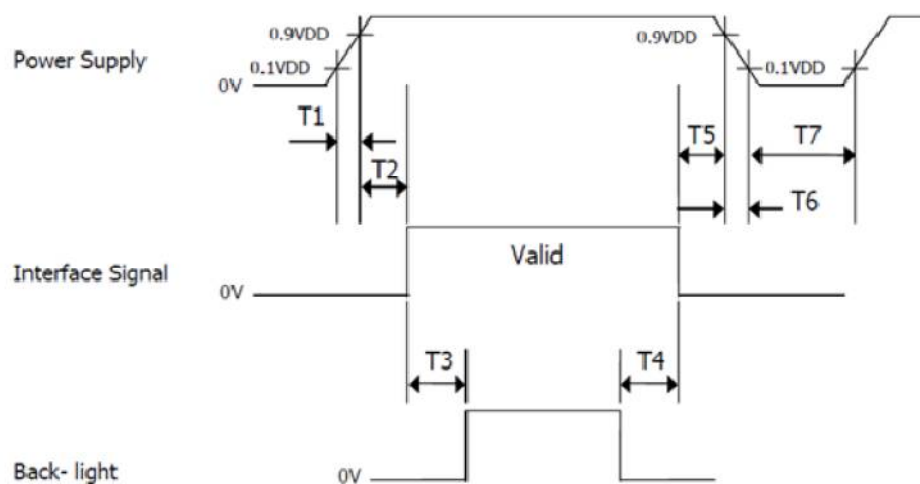 0.9VDD
0.9VDD
Power Supply
0.1VDD
0.1VDD
0V
T1
T5
T7
T2
T6
Valid
Interface Signal
0V
T3
T4
Back- light
0V